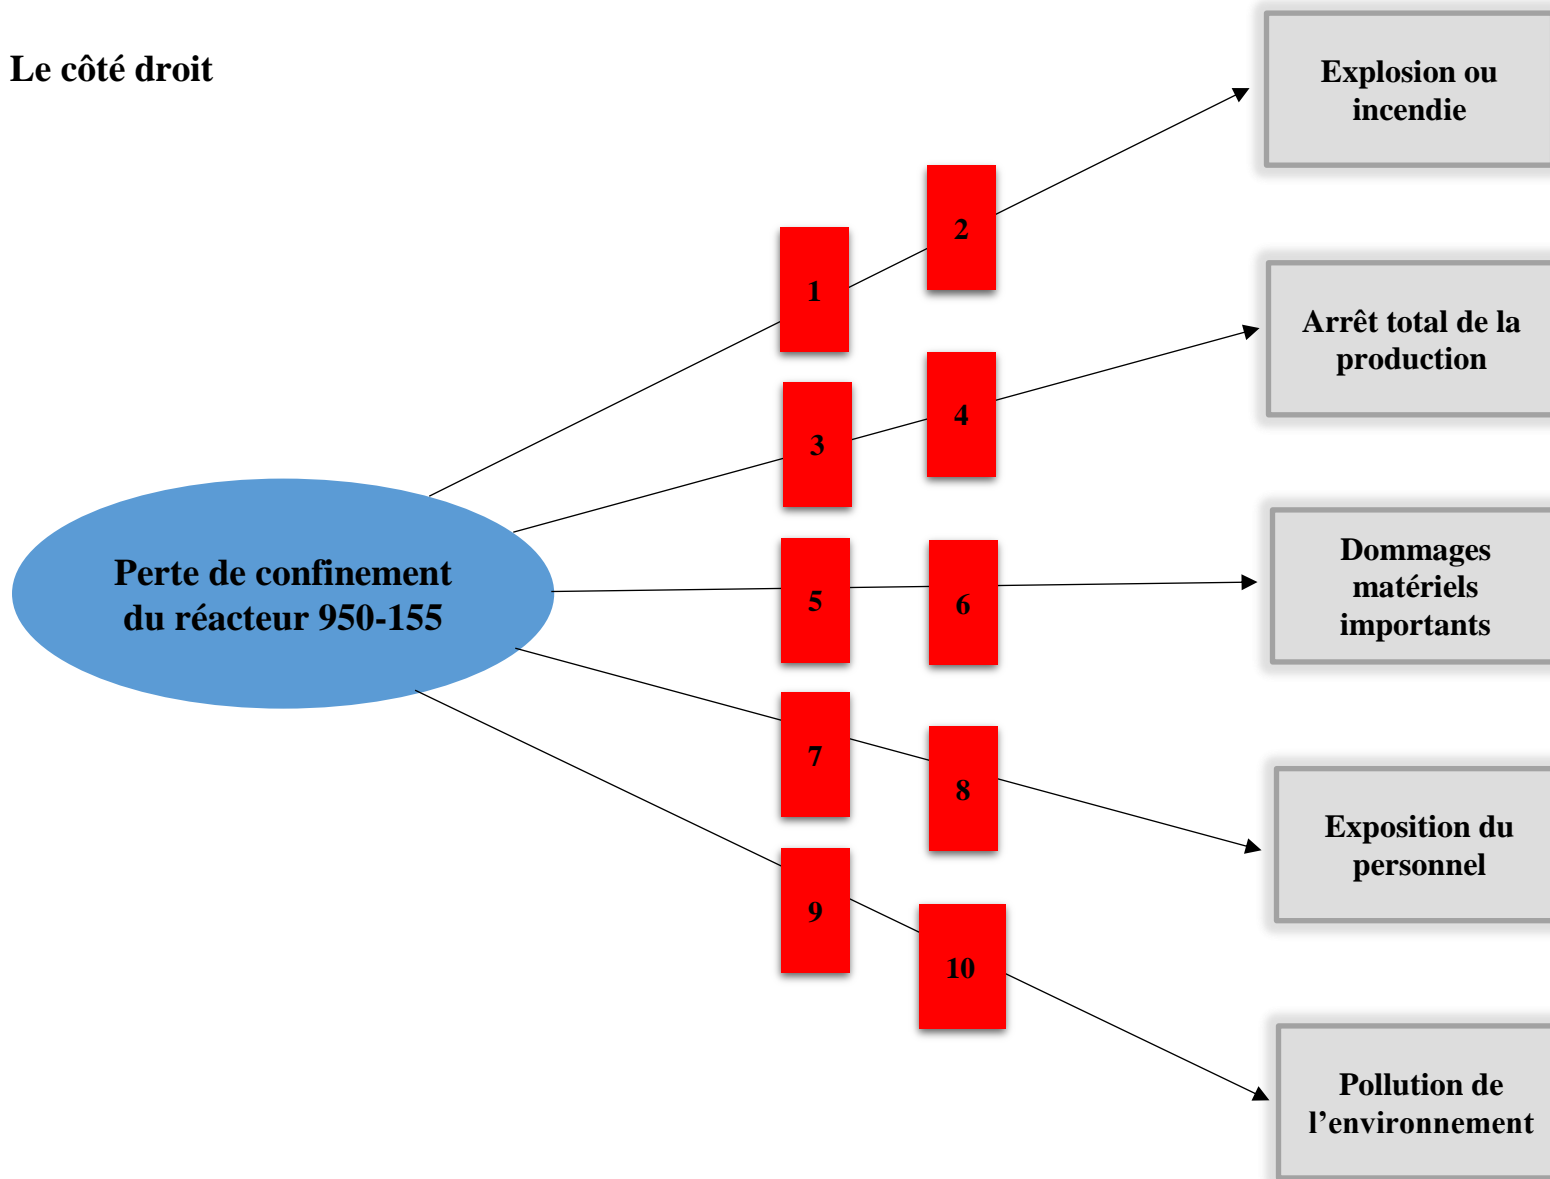 Le côté droit
Explosion ou
incendie
2
1
Arrêt total de la
production
4
3
Perte de confinement
du réacteur 950-155
5
6
Dommages
matériels
importants
7
8
Exposition du
personnel
9
10
Pollution de
l’environnement